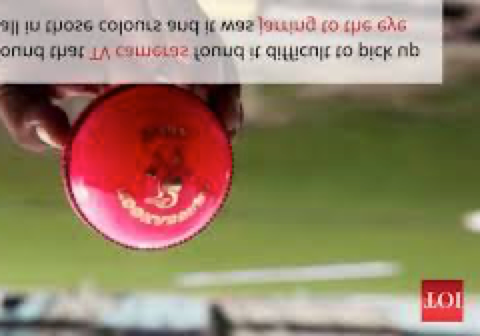 TOI
KOOKABURRA
ound that TV cameras found it difficult to pick up
all in those colours and it was jarring to the eye